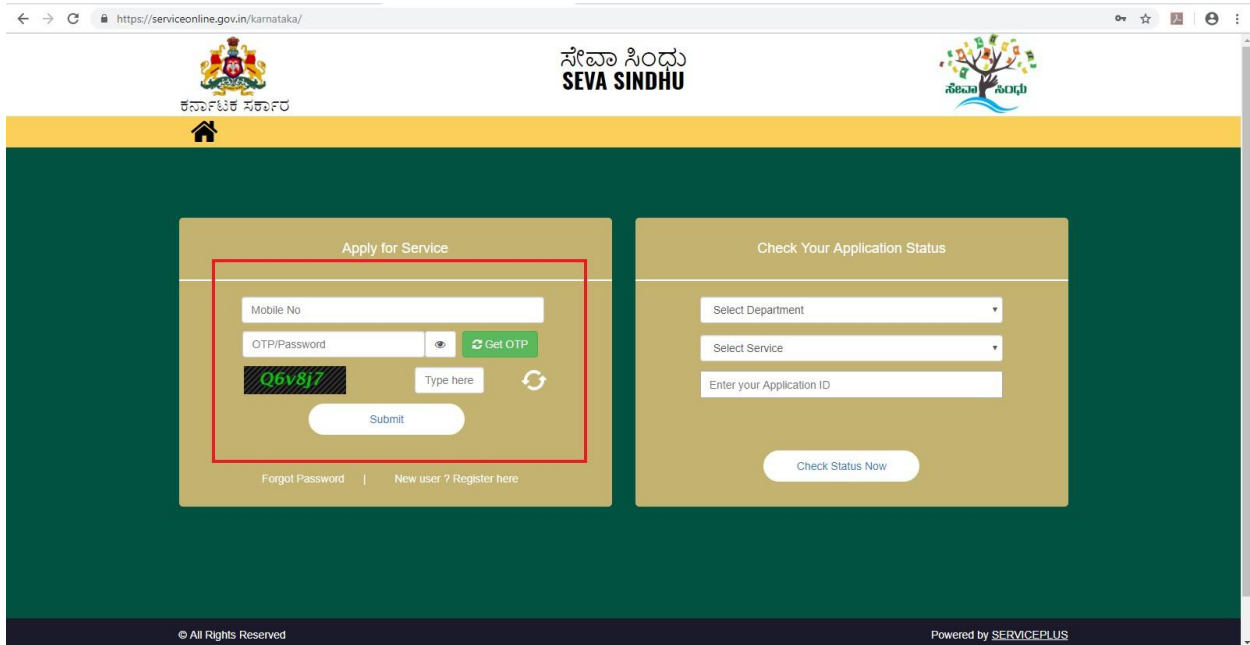 https://serviceonline.gov.in/karnataka/
ಕರ್ನಾಟಕ ಸರ್ಕಾರ
ಸೇವಾ ಸಿಂಧು
SEVA SINDHU
ಸೇವಾ ಸಿಂಧು
Apply for Service
Mobile No
OTP/Password
Get OTP
Q6v8j7
Type here
Submit
Forgot Password | New user ? Register here
Check Your Application Status
Select Department
Select Service
Enter your Application ID
Check Status Now
© All Rights Reserved
Powered by SERVICEPLUS